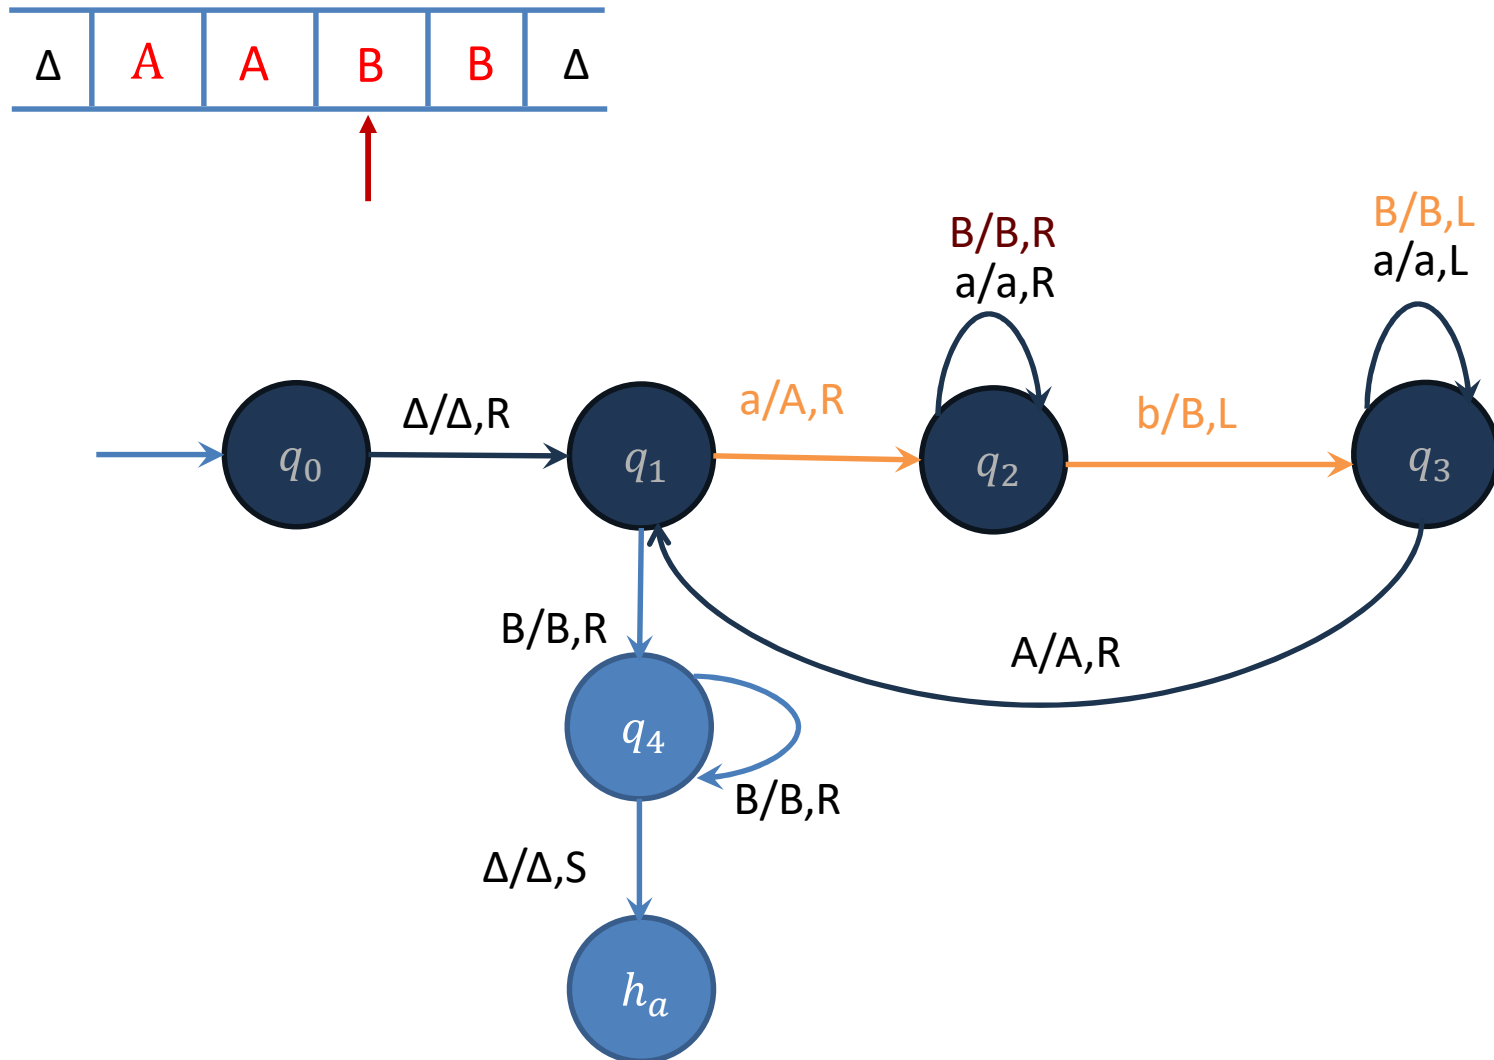 Δ A A B B Δ
B/B,R
a/a,R
B/B,L
a/a,L
Δ/Δ,R
a/A,R
b/B,L
q₀
q₁
q₂
q₃
B/B,R
A/A,R
q₄
B/B,R
Δ/Δ,S
hₐ